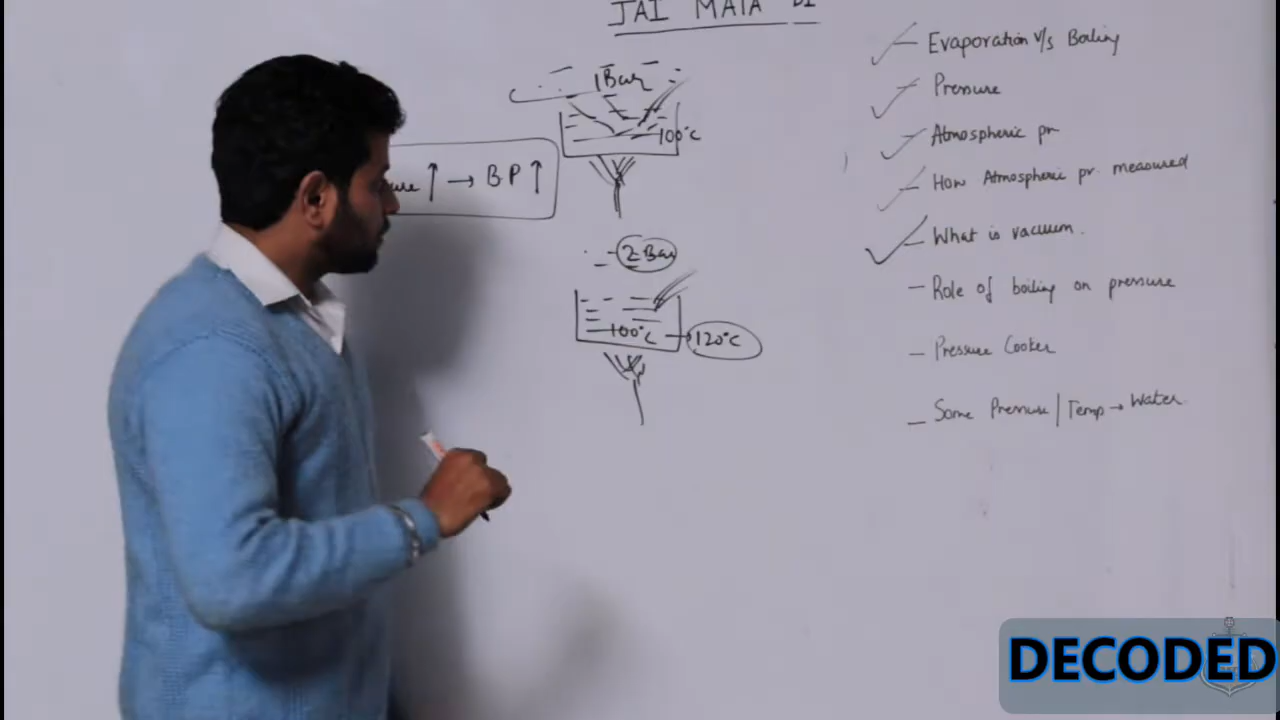 JAI MATA DI
1 Bar
100°C
↑ → B.P ↑
2 Bar
100°C → 120°C
Evaporation v/s Boiling
Pressure
Atmospheric pr
How Atmospheric pr. measured
What is vacuum.
Role of boiling on pressure
Pressure Cooker
Some Pressure | Temp → Water.
DECODED